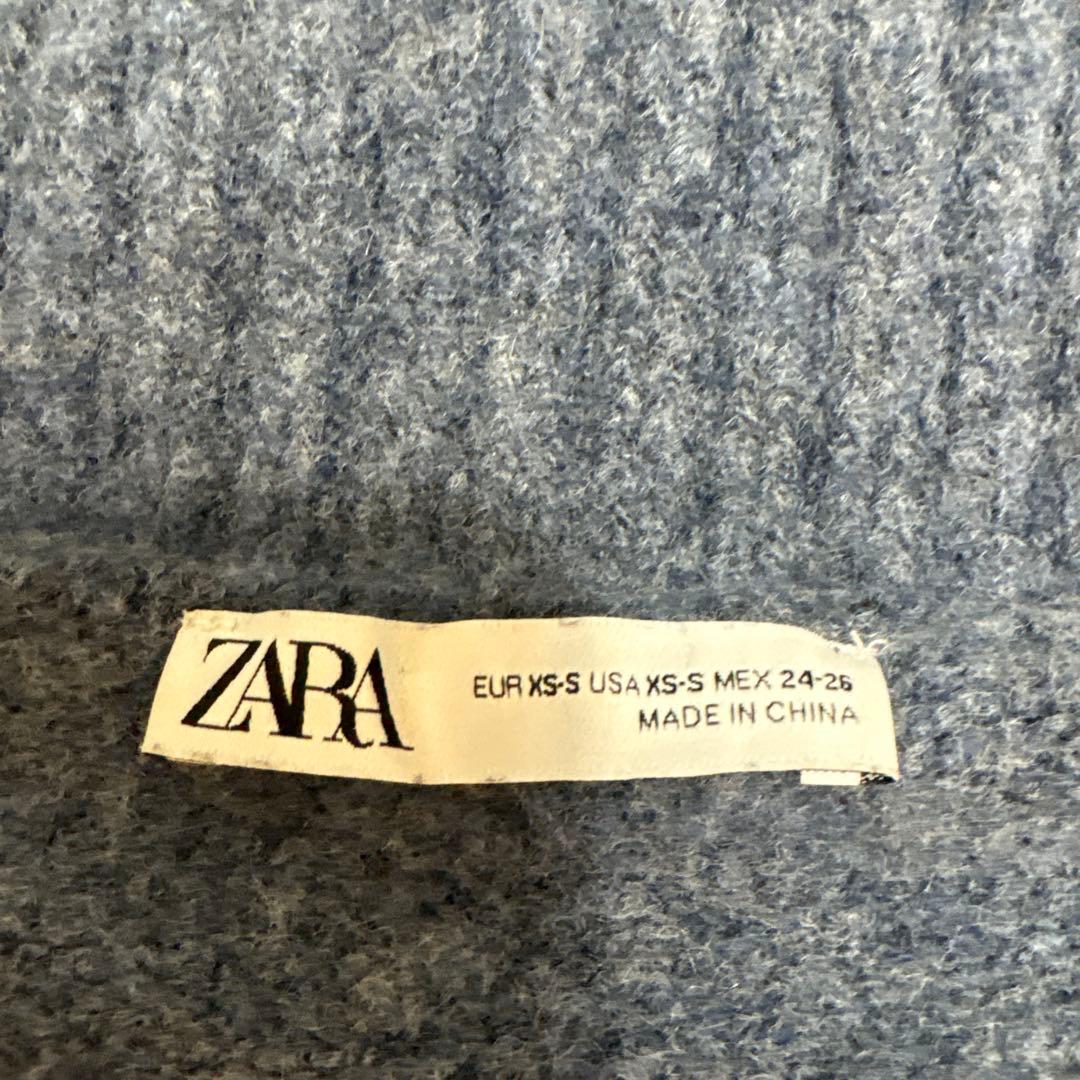 ZARA
EUR XS-S USA XS-S MEX 24-26
MADE IN CHINA